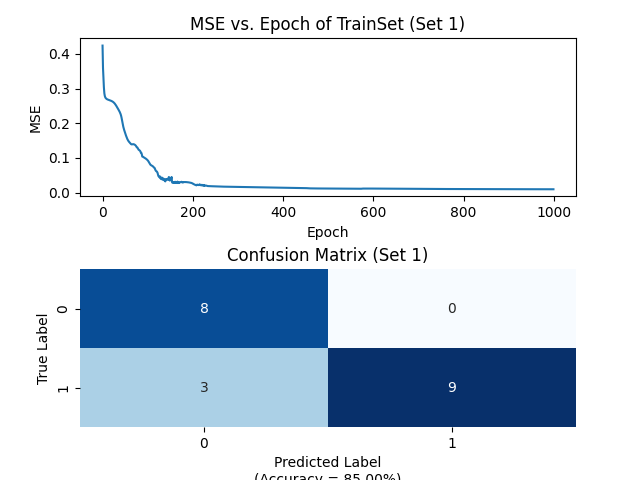 MSE vs. Epoch of TrainSet (Set 1)
0.4
0.3
0.2
0.1
0.0
MSE
0 200 400 600 800 1000
Epoch
Confusion Matrix (Set 1)
True Label
0 8 0
1 3 9
0 1
Predicted Label
(Accuracy = 85.00%)